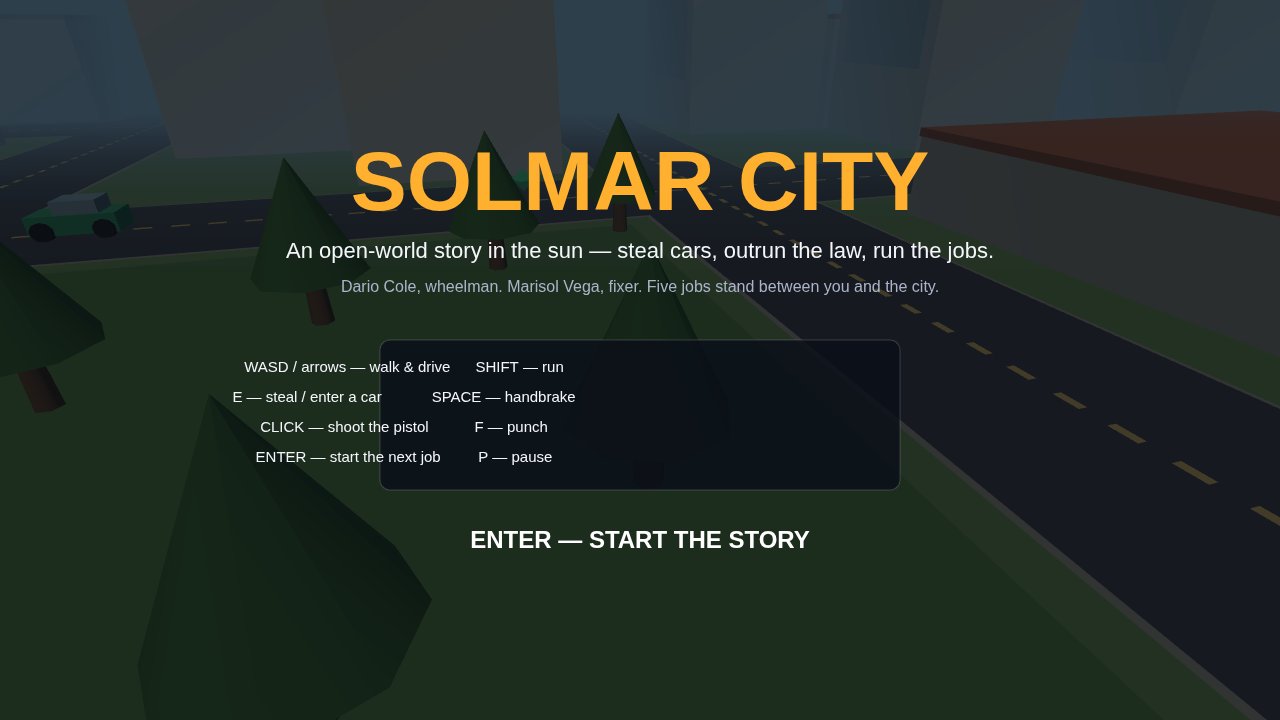 SOLMAR CITY
An open-world story in the sun — steal cars, outrun the law, run the jobs.
Dario Cole, wheelman. Marisol Vega, fixer. Five jobs stand between you and the city.
WASD / arrows — walk & drive      SHIFT — run
E — steal / enter a car            SPACE — handbrake
CLICK — shoot the pistol           F — punch
ENTER — start the next job         P — pause
ENTER — START THE STORY